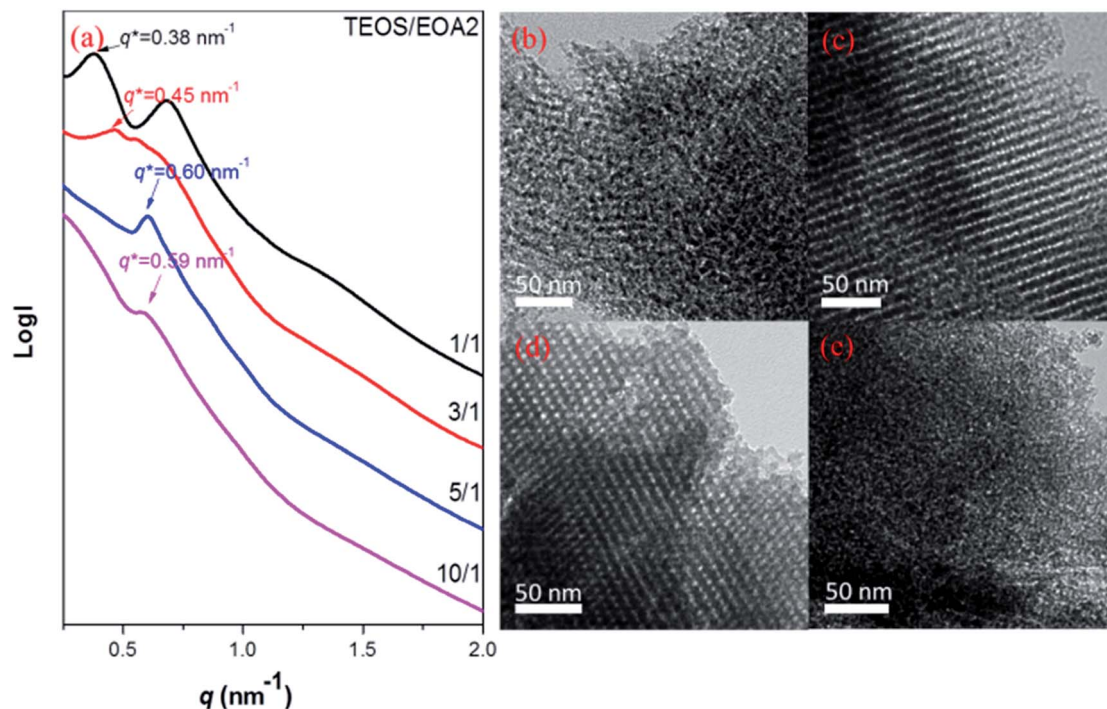 (a)
TEOS/EOA2
q*=0.38 nm⁻¹
q*=0.45 nm⁻¹
q*=0.60 nm⁻¹
q*=0.59 nm⁻¹
1/1
3/1
5/1
10/1
LogI
0.5 1.0 1.5 2.0
q (nm⁻¹)
(b)
50 nm
(c)
50 nm
(d)
50 nm
(e)
50 nm